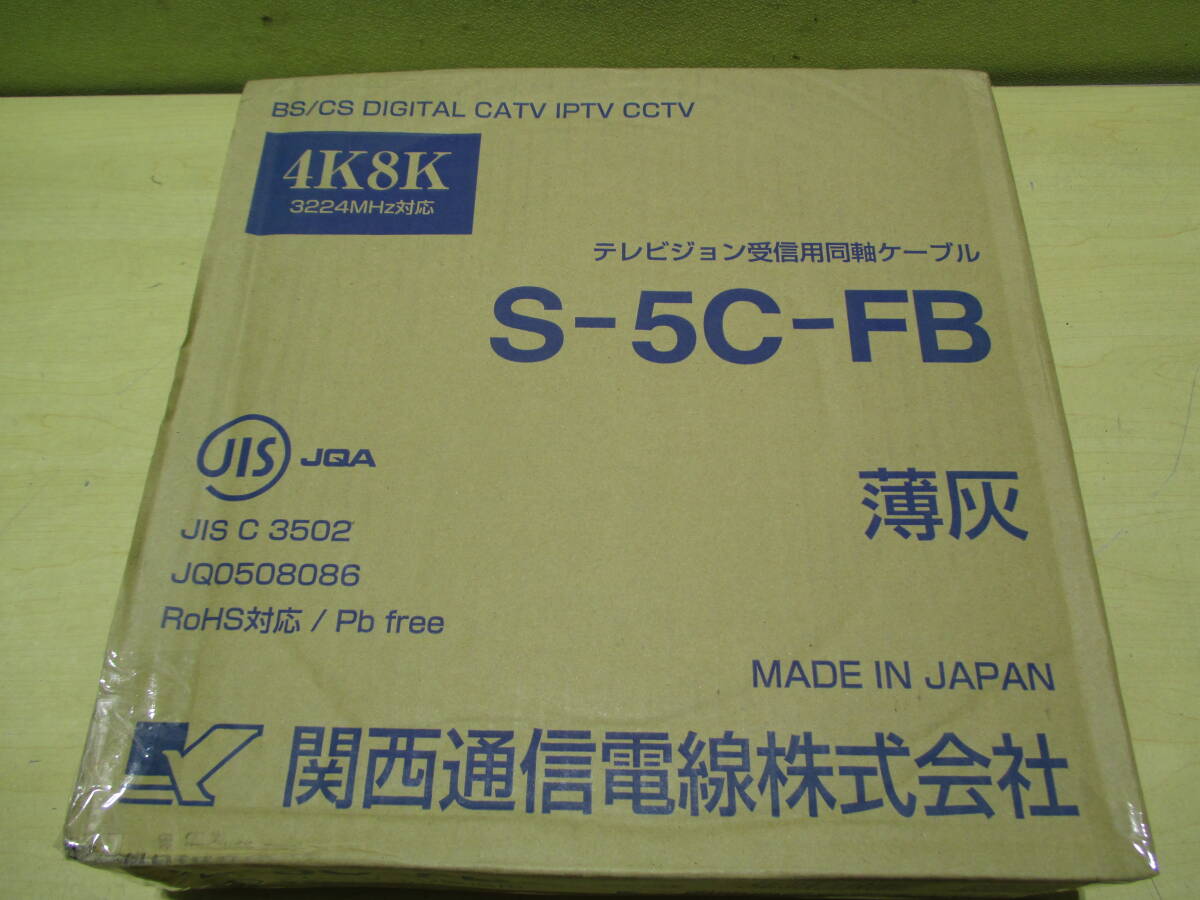 BS/CS DIGITAL CATV IPTV CCTV
4K8K
3224MHz対応
テレビジョン受信用同軸ケーブル
S-5C-FB
JIS JQA
薄灰
JIS C 3502
JQ0508086
RoHS対応 / Pb free
MADE IN JAPAN
関西通信電線株式会社